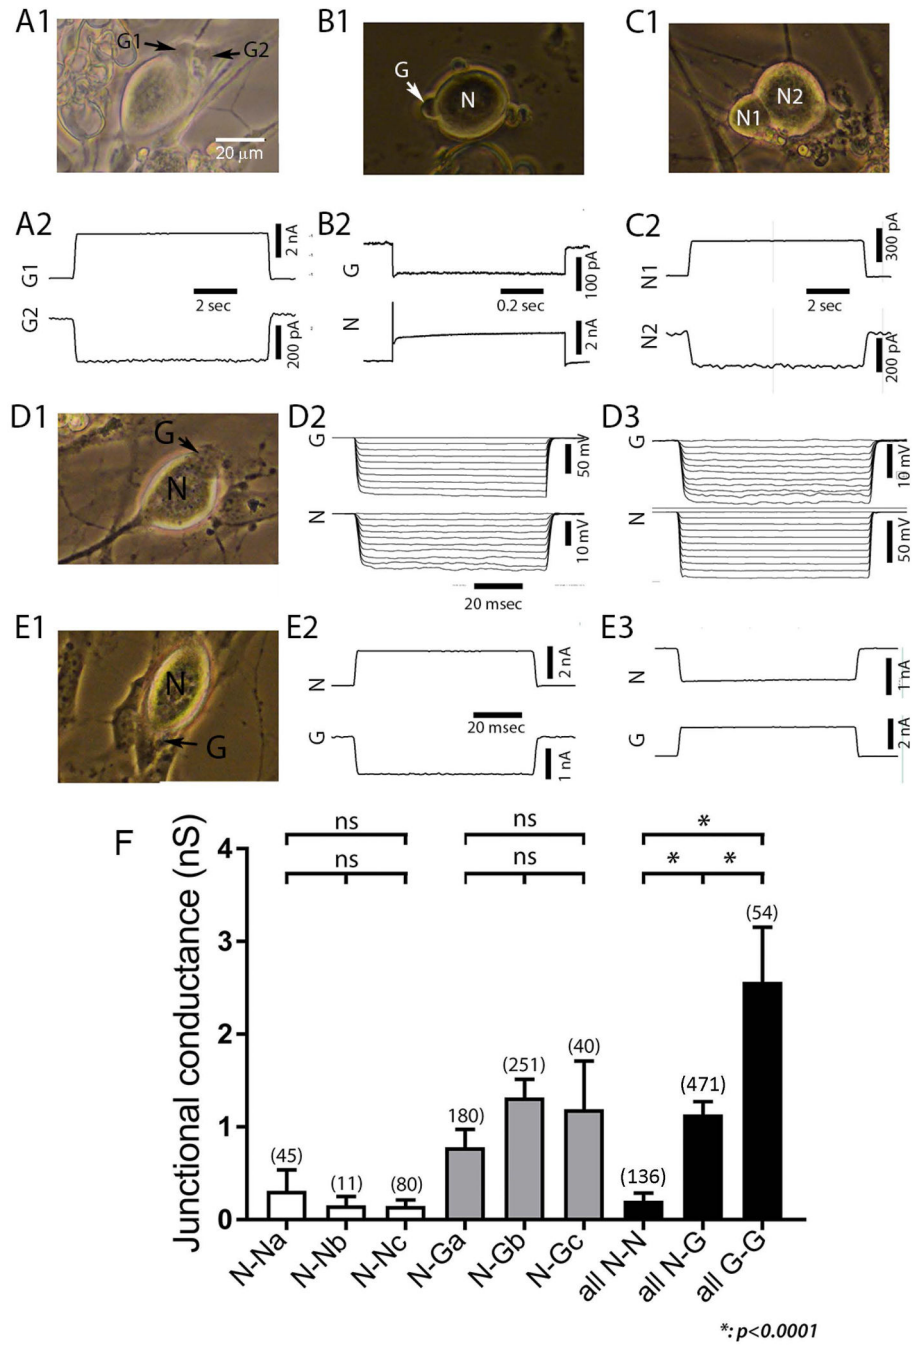 A1
G1
G2
20 μm
B1
G
N
C1
N2
N1
A2
G1
2 nA
2 sec
G2
200 pA
B2
G
100 pA
0.2 sec
N
2 nA
C2
N1
300 pA
2 sec
N2
200 pA
D1
G
N
D2
G
50 mV
N
10 mV
20 msec
D3
G
10 mV
N
50 mV
E1
N
G
E2
N
2 nA
20 msec
G
1 nA
E3
N
1 nA
G
2 nA
F
Junctional conductance (nS)
ns
ns
*
ns
ns
*
*
4
3
2
1
0
(45)
(11)
(80)
180)
(251)
(40)
(136)
(471)
(54)
N-Na
N-Nb
N-Nc
N-Ga
N-Gb
N-Gc
all N-N
all N-G
all G-G
*: p<0.0001